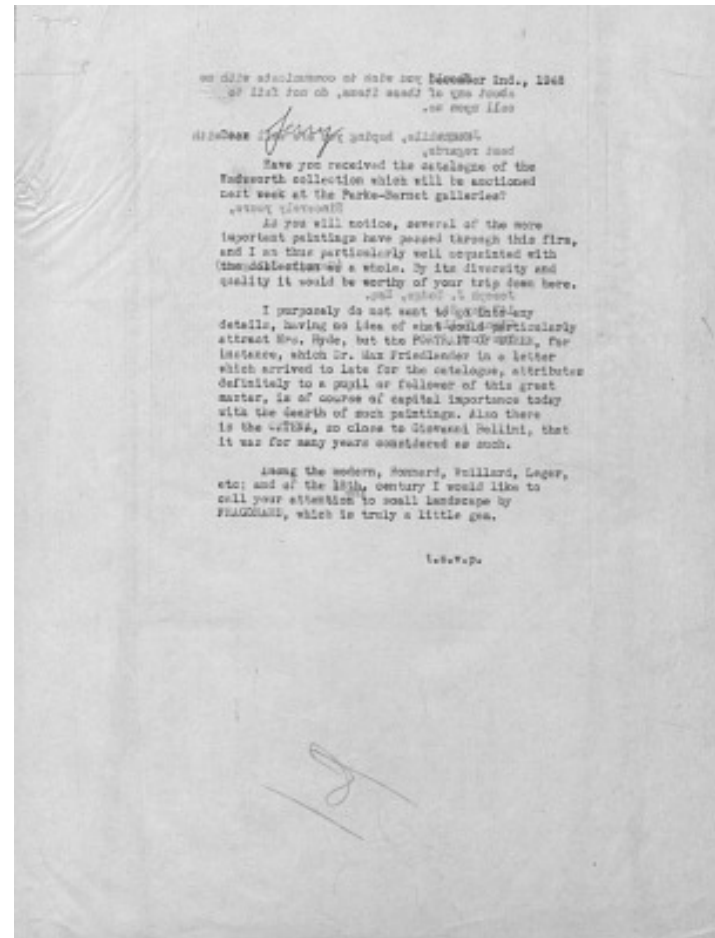 December 2nd., 1948
Dear Jerry
Have you received the catalogue of the
Wadsworth collection which will be auctioned
next week at the Parke-Bernet galleries?
As you will notice, several of the more
important paintings have passed through this firm,
and I am thus particularly well acquainted with
the collection as a whole. By its diversity and
quality it would be worthy of your trip down here.
I purposely do not want to go into any
details, having no idea of what could particularly
attract Mrs. Hyde, but the PORTRAIT OF, for
instance, which Dr. Max Friedlander in a letter
which arrived to late for the catalogue, attributes
definitely to a pupil or follower of this great
master, is of course of capital importance today
with the dearth of such paintings. Also there
is the, so close to Giovanni Bellini, that
it was for many years considered as such.
Among the modern, Bonnard, Vuillard, Leger,
etc; and of the 18th, century I would like to
call your attention to small landscape by
FRAGONARD, which is truly a little gem.
t.s.v.p.